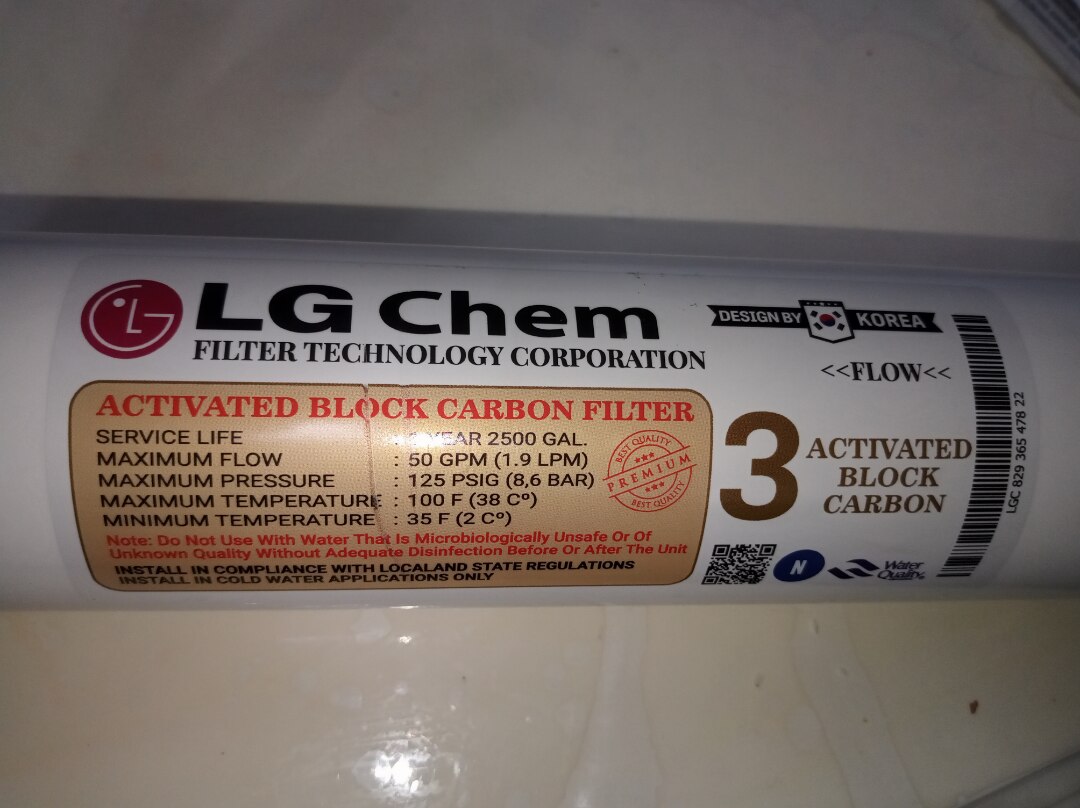 LG Chem
FILTER TECHNOLOGY CORPORATION
DESIGN BY KOREA
<<FLOW<<
ACTIVATED BLOCK CARBON FILTER
SERVICE LIFE : YEAR 2500 GAL.
MAXIMUM FLOW : 50 GPM (1.9 LPM)
MAXIMUM PRESSURE : 125 PSIG (8,6 BAR)
MAXIMUM TEMPERATURE : 100 F (38 Cº)
MINIMUM TEMPERATURE : 35 F (2 Cº)
Note: Do Not Use With Water That Is Microbiologically Unsafe Or Of
Unknown Quality Without Adequate Disinfection Before Or After The Unit
INSTALL IN COMPLIANCE WITH LOCALAND STATE REGULATIONS
INSTALL IN COLD WATER APPLICATIONS ONLY
BEST QUALITY
PREMIUM
BEST QUALITY
3
ACTIVATED
BLOCK
CARBON
N
Water
Quality
LGC 829 365 478 22